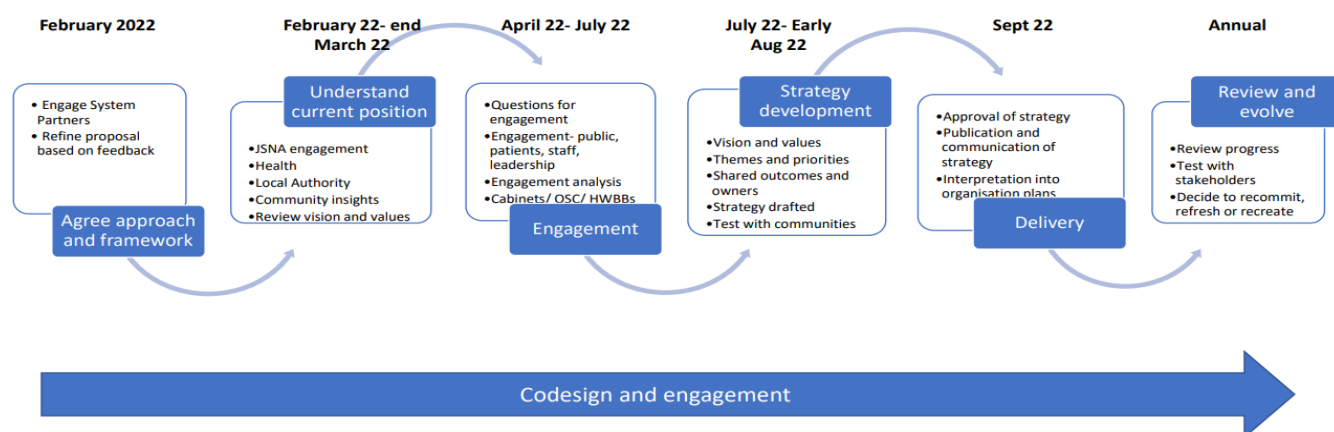 February 2022
• Engage System
Partners
• Refine proposal
based on feedback
Agree approach
and framework
February 22- end
March 22
Understand
current position
•JSNA engagement
•Health
•Local Authority
•Community insights
•Review vision and values
April 22- July 22
•Questions for
engagement
•Engagement- public,
patients, staff,
leadership
•Engagement analysis
•Cabinets/ OSC/ HWBBs
Engagement
July 22- Early
Aug 22
Strategy
development
•Vision and values
•Themes and priorities
•Shared outcomes and
owners
•Strategy drafted
•Test with communities
Sept 22
•Approval of strategy
•Publication and
communication of
strategy
•Interpretation into
organisation plans
Delivery
Annual
Review and
evolve
•Review progress
•Test with
stakeholders
•Decide to recommit,
refresh or recreate
Codesign and engagement